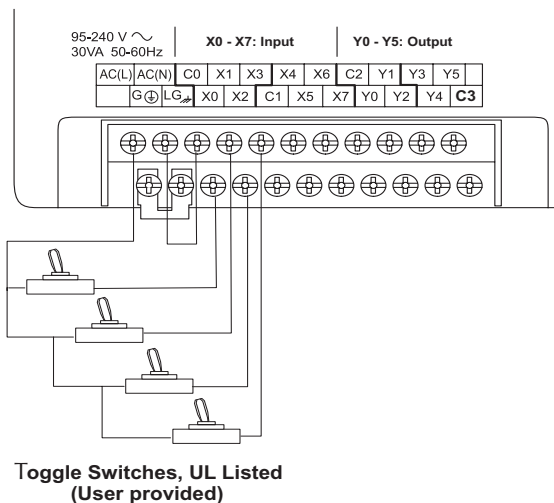 95-240 V ~
30VA 50-60Hz
X0 - X7: Input
Y0 - Y5: Output
AC(L) AC(N) C0 X1 X3 X4 X6 C2 Y1 Y3 Y5
G LG X0 X2 C1 X5 X7 Y0 Y2 Y4 C3
Toggle Switches, UL Listed
(User provided)